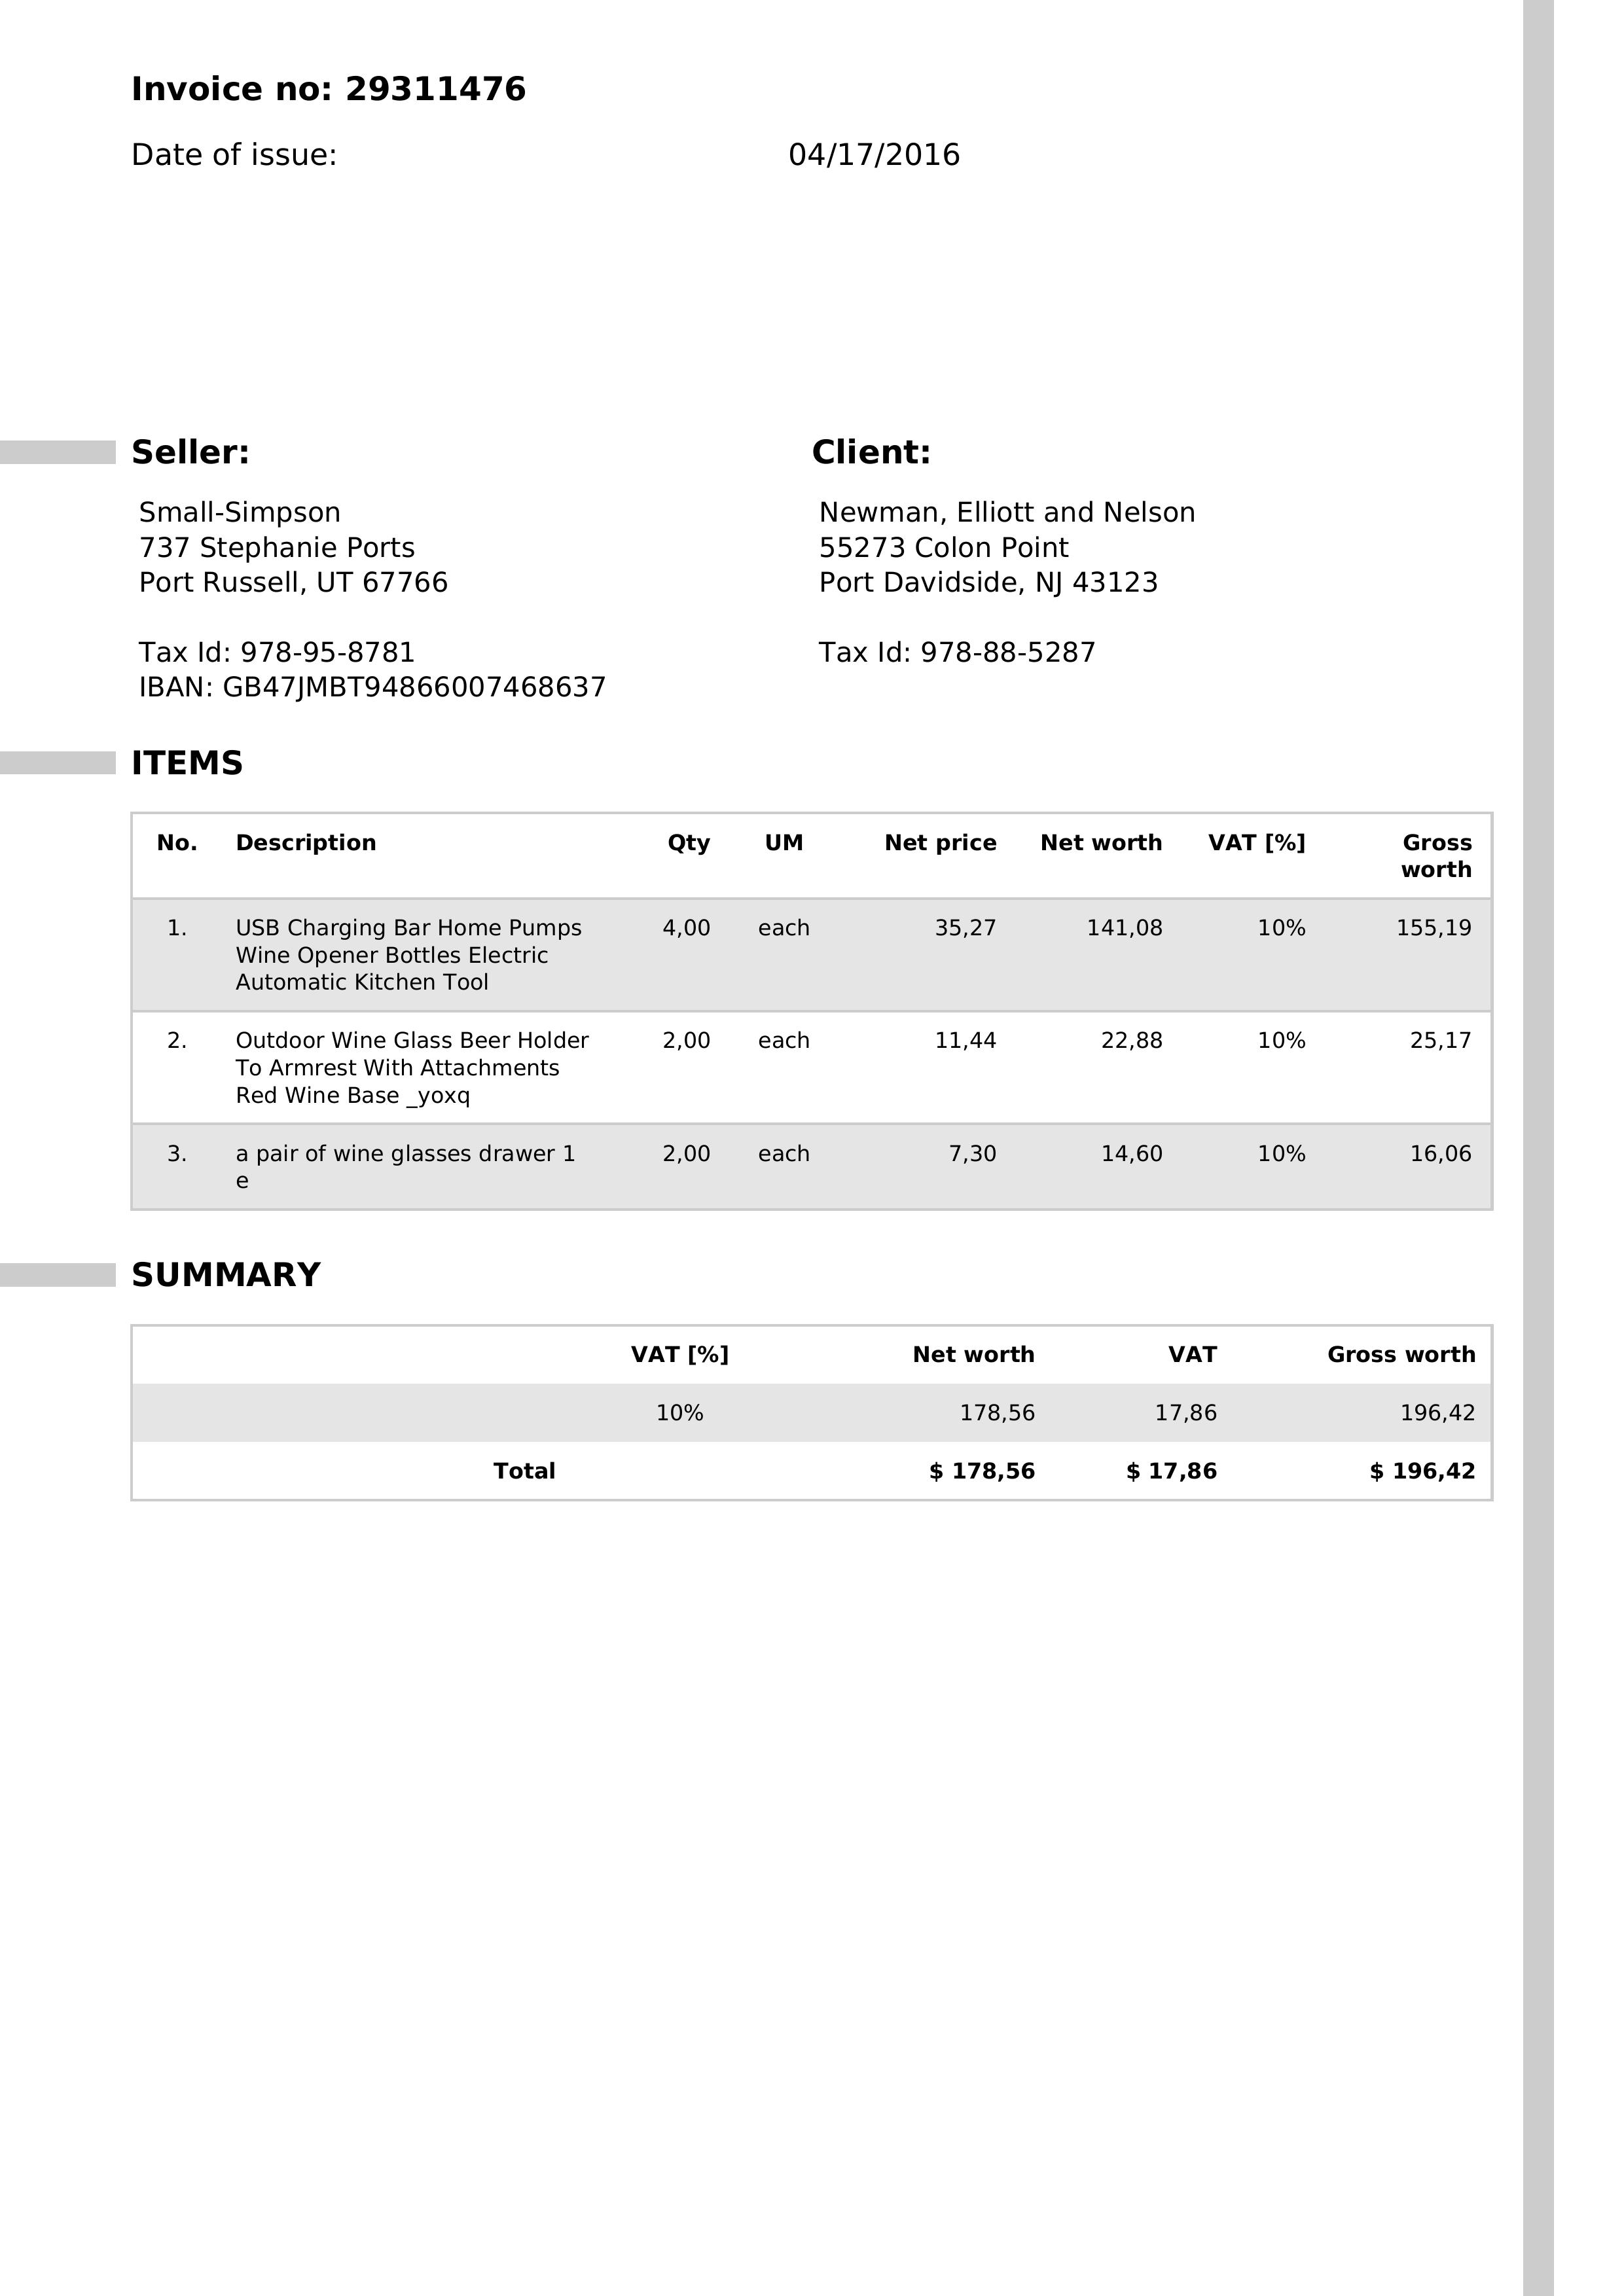 Invoice no: 29311476
Date of issue: 04/17/2016
Seller:
Small-Simpson
737 Stephanie Ports
Port Russell, UT 67766
Tax Id: 978-95-8781
IBAN: GB47JMBT94866007468637
Client:
Newman, Elliott and Nelson
55273 Colon Point
Port Davidside, NJ 43123
Tax Id: 978-88-5287
ITEMS
No. Description Qty UM Net price Net worth VAT [%] Gross
worth
1. USB Charging Bar Home Pumps 4,00 each 35,27 141,08 10% 155,19
Wine Opener Bottles Electric
Automatic Kitchen Tool
2. Outdoor Wine Glass Beer Holder 2,00 each 11,44 22,88 10% 25,17
To Armrest With Attachments
Red Wine Base _yoxq
3. a pair of wine glasses drawer 1 2,00 each 7,30 14,60 10% 16,06
e
SUMMARY
VAT [%] Net worth VAT Gross worth
10% 178,56 17,86 196,42
Total $ 178,56 $ 17,86 $ 196,42